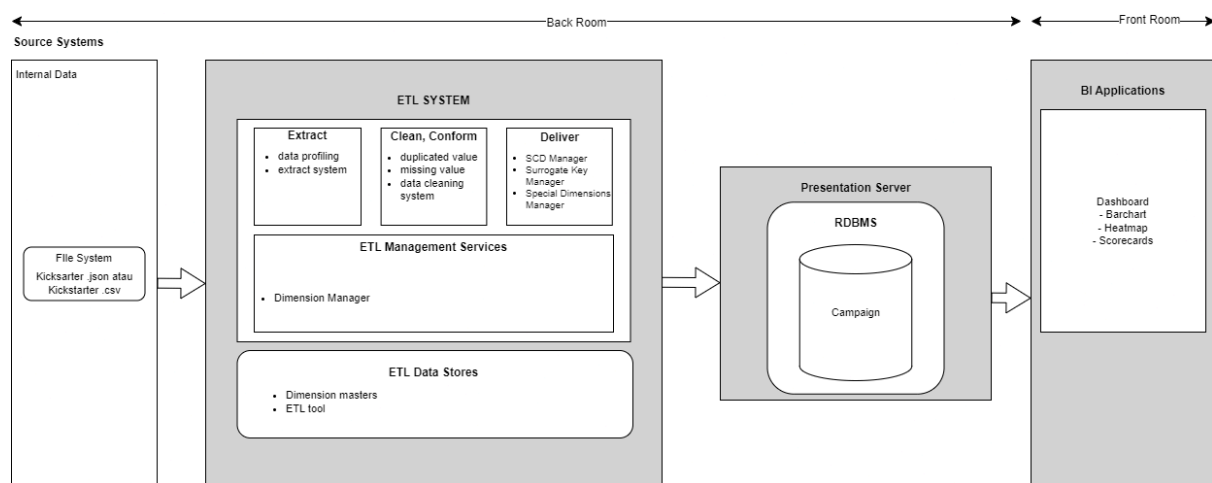 Back Room
Front Room
Source Systems
Internal Data
FIle System
Kicksarter .json atau
Kickstarter .csv
ETL SYSTEM
Extract
data profiling
extract system
Clean, Conform
duplicated value
missing value
data cleaning
system
Deliver
SCD Manager
Surrogate Key
Manager
Special Dimensions
Manager
ETL Management Services
Dimension Manager
ETL Data Stores
Dimension masters
ETL tool
Presentation Server
RDBMS
Campaign
BI Applications
Dashboard
- Barchart
- Heatmap
- Scorecards